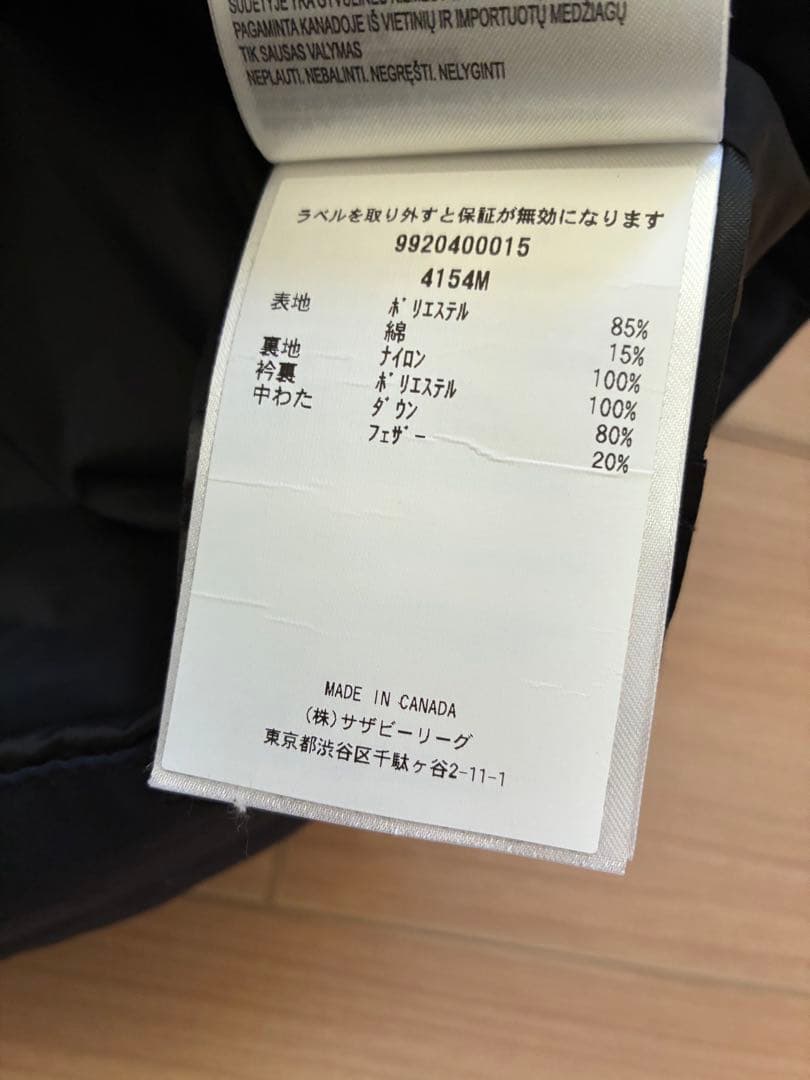 SUDĖTYJE YRA GYVŪLINĖS
PAGAMINTA KANADOJE IŠ VIETINIŲ IR IMPORTUOTŲ MEDŽIAGŲ
TIK SAUSAS VALYMAS
NEPLAUTI. NEBALINTI. NEGRĘŠTI. NELYGINTI
ラベルを取り外すと保証が無効になります
9920400015
4154M
表地 ポリエステル 85%
綿 15%
裏地 ナイロン 100%
衿裏 ポリエステル 100%
中わた ダウン 80%
フェザー 20%
MADE IN CANADA
(株)サザビーリーグ
東京都渋谷区千駄ヶ谷2-11-1